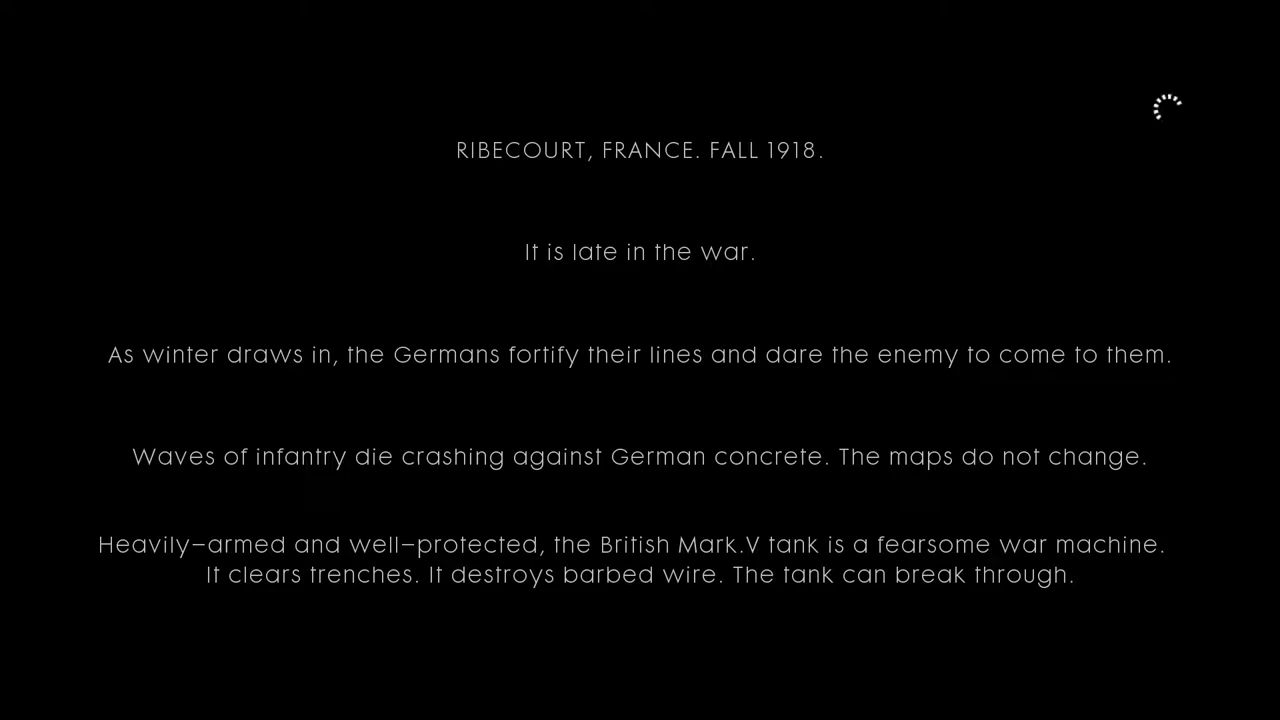 RIBECOURT, FRANCE. FALL 1918.
It is late in the war.
As winter draws in, the Germans fortify their lines and dare the enemy to come to them.
Waves of infantry die crashing against German concrete. The maps do not change.
Heavily-armed and well-protected, the British Mark.V tank is a fearsome war machine.
It clears trenches. It destroys barbed wire. The tank can break through.